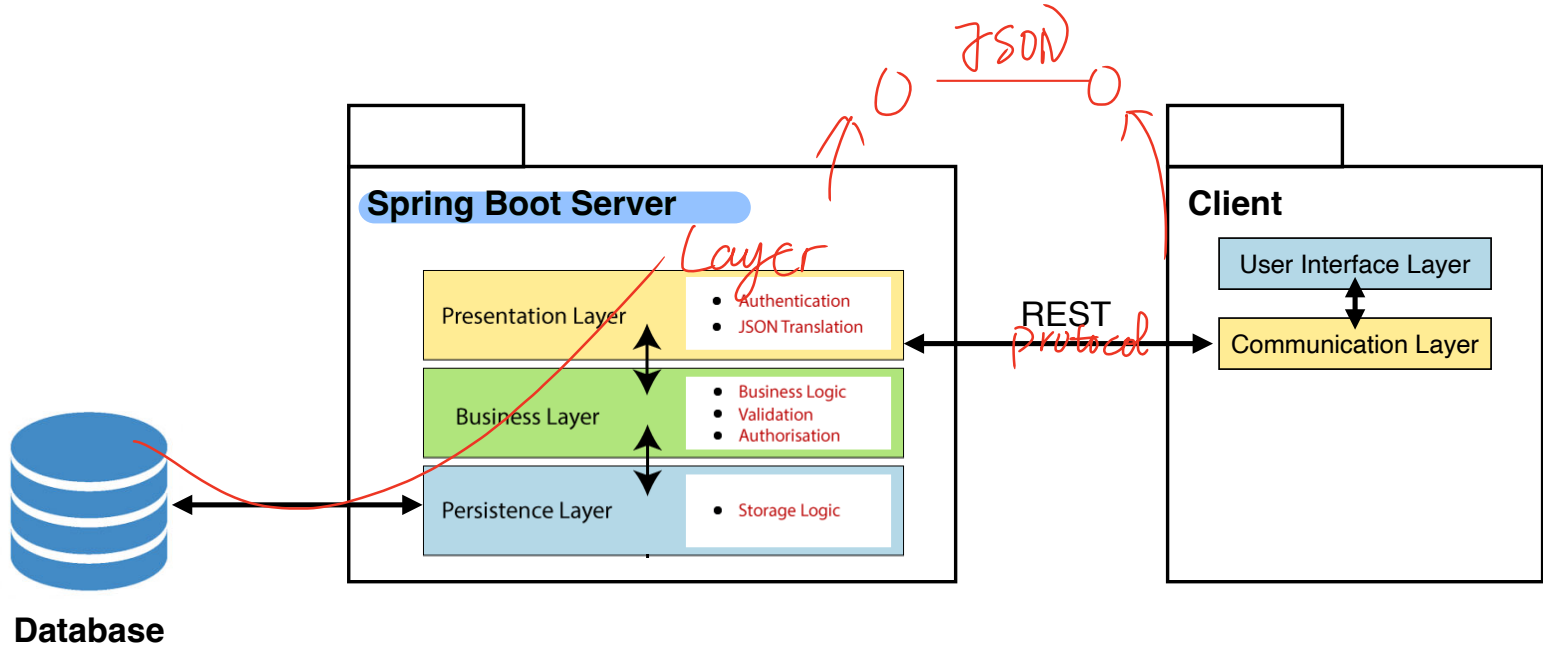 JSON
Spring Boot Server
Layer
Presentation Layer
Authentication
JSON Translation
Business Layer
Business Logic
Validation
Authorisation
Persistence Layer
Storage Logic
Database
REST
protocol
Client
User Interface Layer
Communication Layer